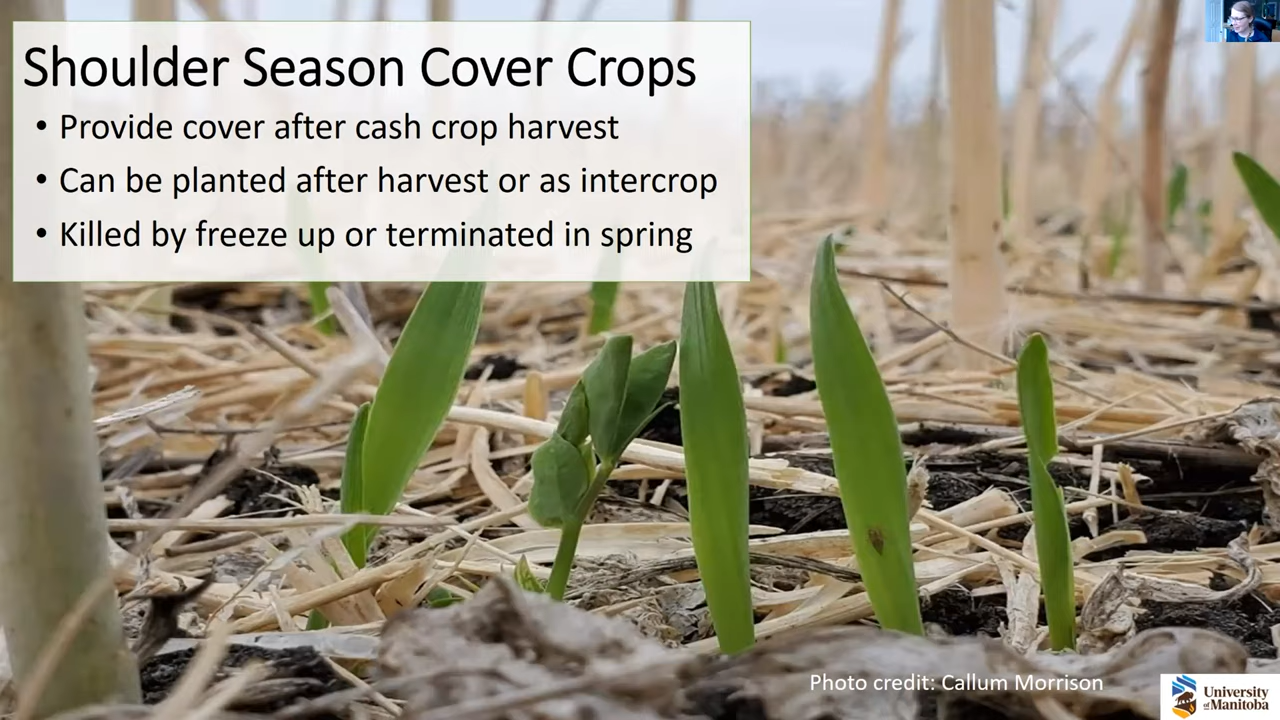 Shoulder Season Cover Crops
• Provide cover after cash crop harvest
• Can be planted after harvest or as intercrop
• Killed by freeze up or terminated in spring
Photo credit: Callum Morrison
University
of Manitoba